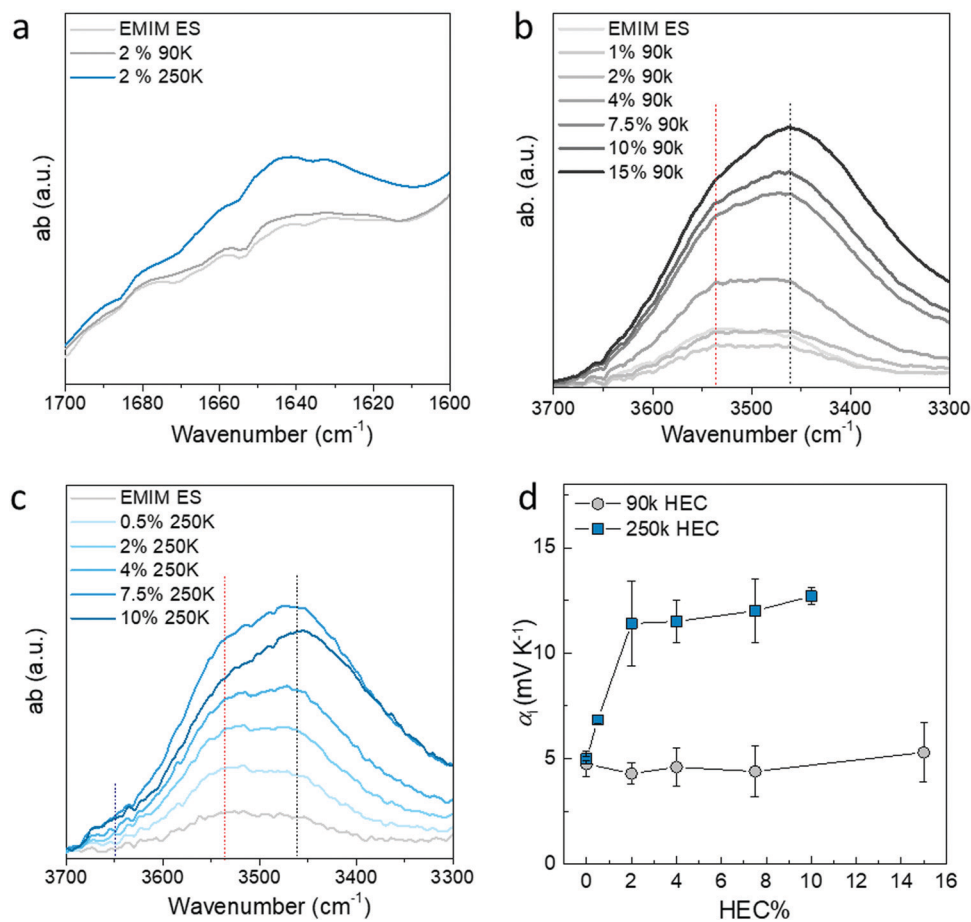 a
EMIM ES
2 % 90K
2 % 250K
ab (a.u.)
1700 1680 1660 1640 1620 1600
Wavenumber (cm⁻¹)
b
EMIM ES
1% 90k
2% 90k
4% 90k
7.5% 90k
10% 90k
15% 90k
ab. (a.u.)
3700 3600 3500 3400 3300
Wavenumber (cm⁻¹)
c
EMIM ES
0.5% 250K
2% 250K
4% 250K
7.5% 250K
10% 250K
ab (a.u.)
3700 3600 3500 3400 3300
Wavenumber (cm⁻¹)
d
90k HEC
250k HEC
15
10
5
0
αᵢ (mV K⁻¹)
0 2 4 6 8 10 12 14 16
HEC%